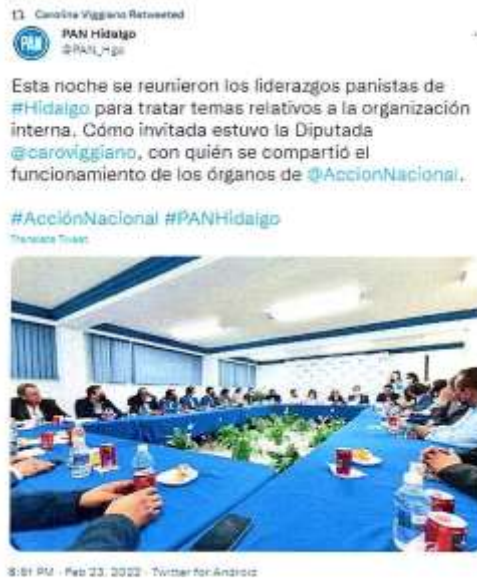 Carolina Viggiano Retweeted
PAN Hidalgo
@PAN_Hgo
PAN
Esta noche se reunieron los liderazgos panistas de
#Hidalgo para tratar temas relativos a la organización
interna. Cómo invitada estuvo la Diputada
@caroviggiano, con quién se compartió el
funcionamiento de los órganos de @AccionNacional.
#AcciónNacional #PANHidalgo
Translate Tweet
PM · Feb 23, 2022 · Twitter for Android